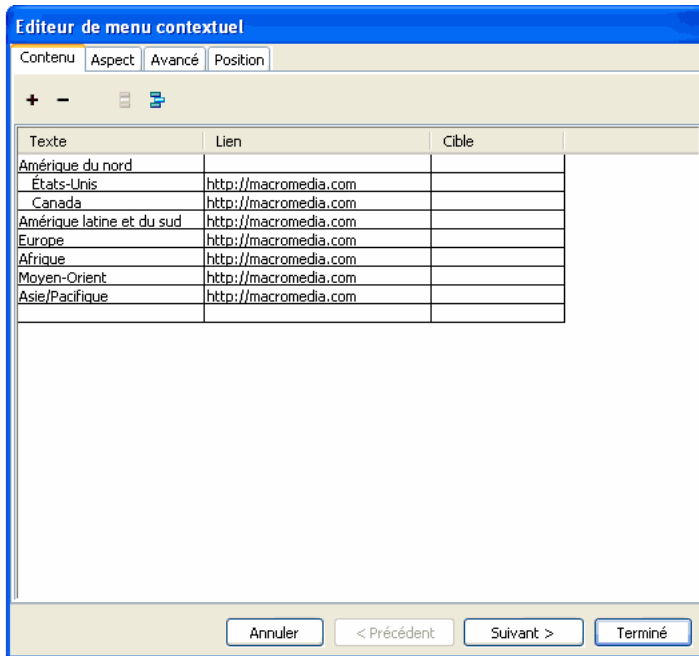 Editeur de menu contextuel
Contenu Aspect Avancé Position
Texte Lien Cible
Amérique du nord
États-Unis http://macromedia.com
Canada http://macromedia.com
Amérique latine et du sud http://macromedia.com
Europe http://macromedia.com
Afrique http://macromedia.com
Moyen-Orient http://macromedia.com
Asie/Pacifique http://macromedia.com
Annuler < Précédent Suivant > Terminé